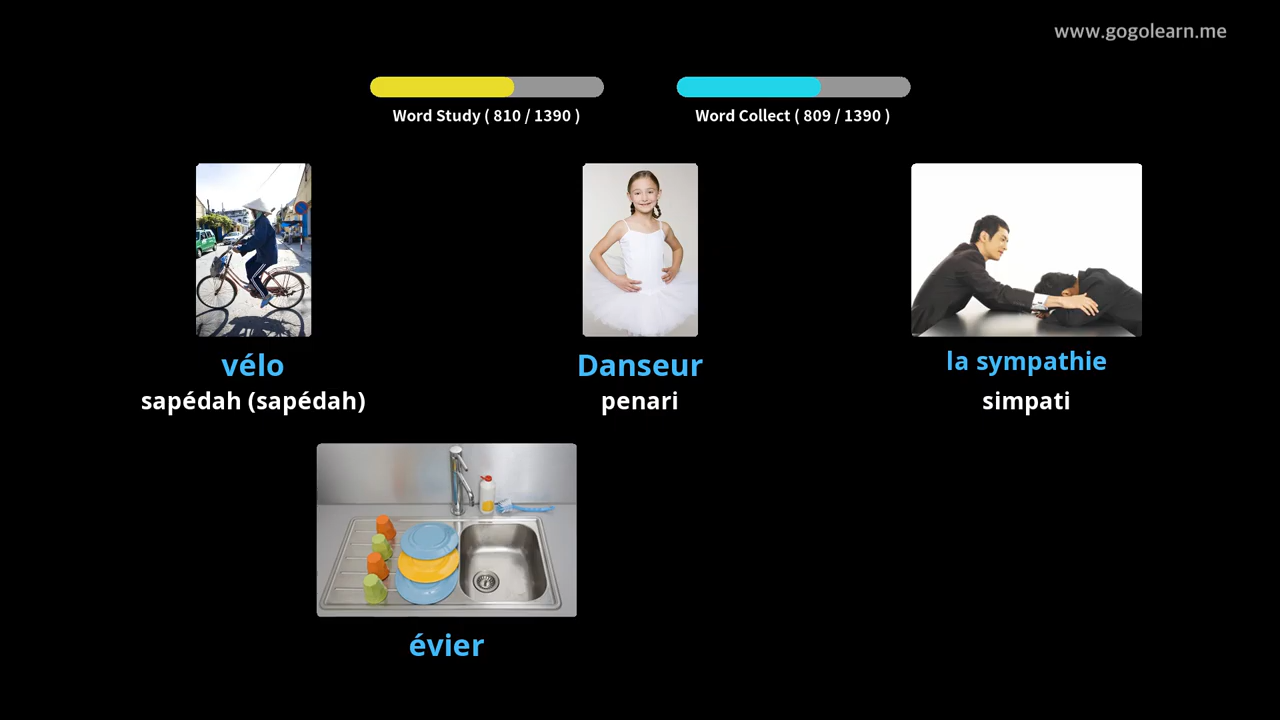 www.gogolearn.me
Word Study ( 810 / 1390 )
Word Collect ( 809 / 1390 )
vélo
sapédah (sapédah)
Danseur
penari
la sympathie
simpati
évier